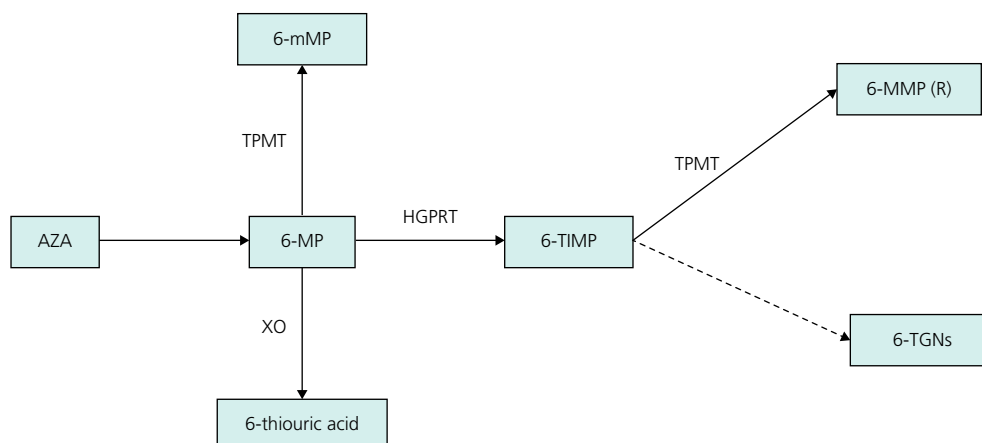 6-mMP
6-MMP (R)
TPMT
TPMT
HGPRT
AZA
6-MP
6-TIMP
XO
6-TGNs
6-thiouric acid